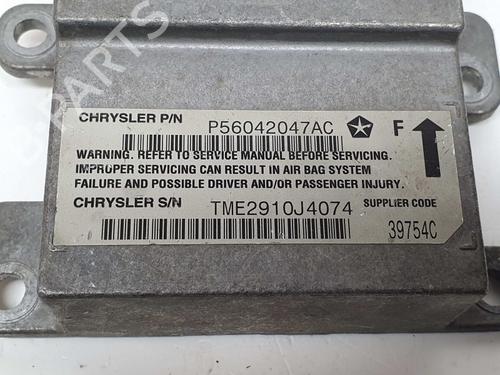 CHRYSLER P/N P56042047AC F
WARNING. REFER TO SERVICE MANUAL BEFORE SERVICING.
IMPROPER SERVICING CAN RESULT IN AIR BAG SYSTEM
FAILURE AND POSSIBLE DRIVER AND/OR PASSENGER INJURY.
CHRYSLER S/N TME2910J4074 SUPPLIER CODE
39754C